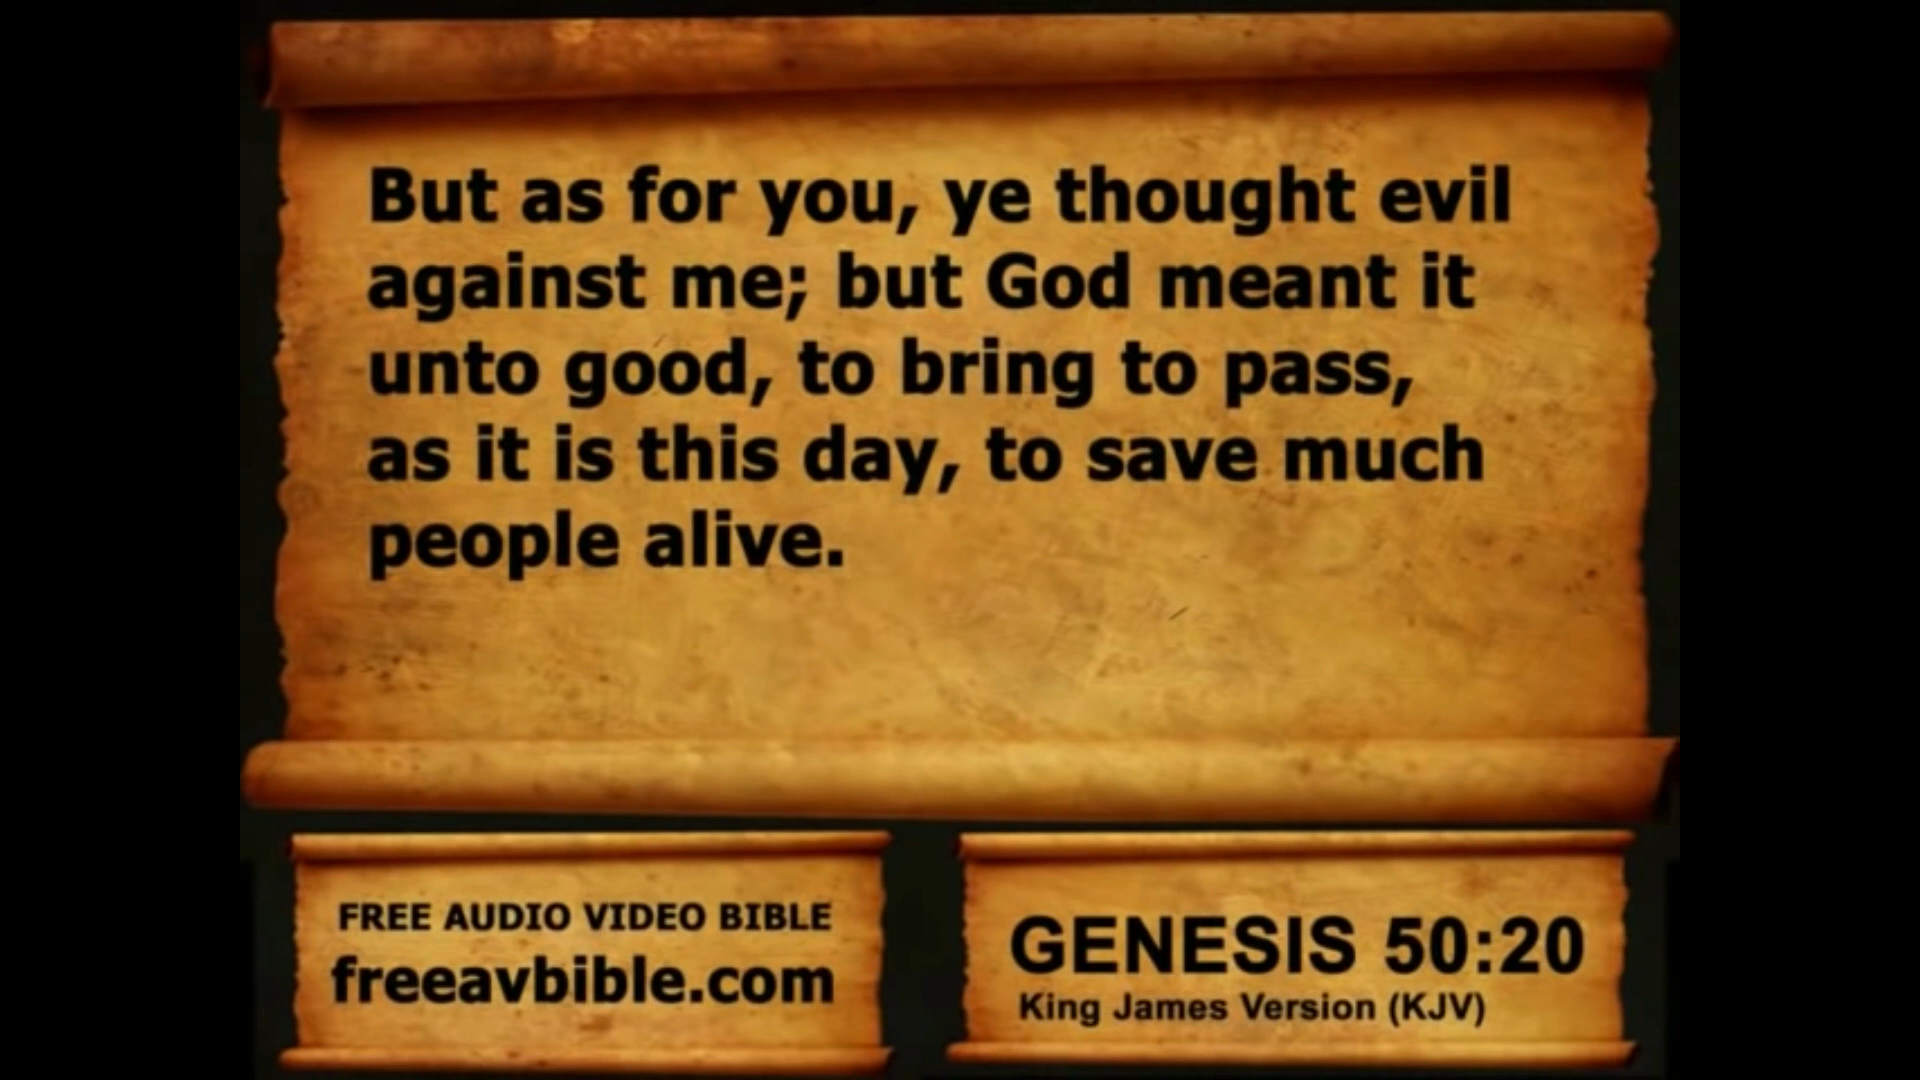 But as for you, ye thought evil
against me; but God meant it
unto good, to bring to pass,
as it is this day, to save much
people alive.
FREE AUDIO VIDEO BIBLE
freeavbible.com
GENESIS 50:20
King James Version (KJV)